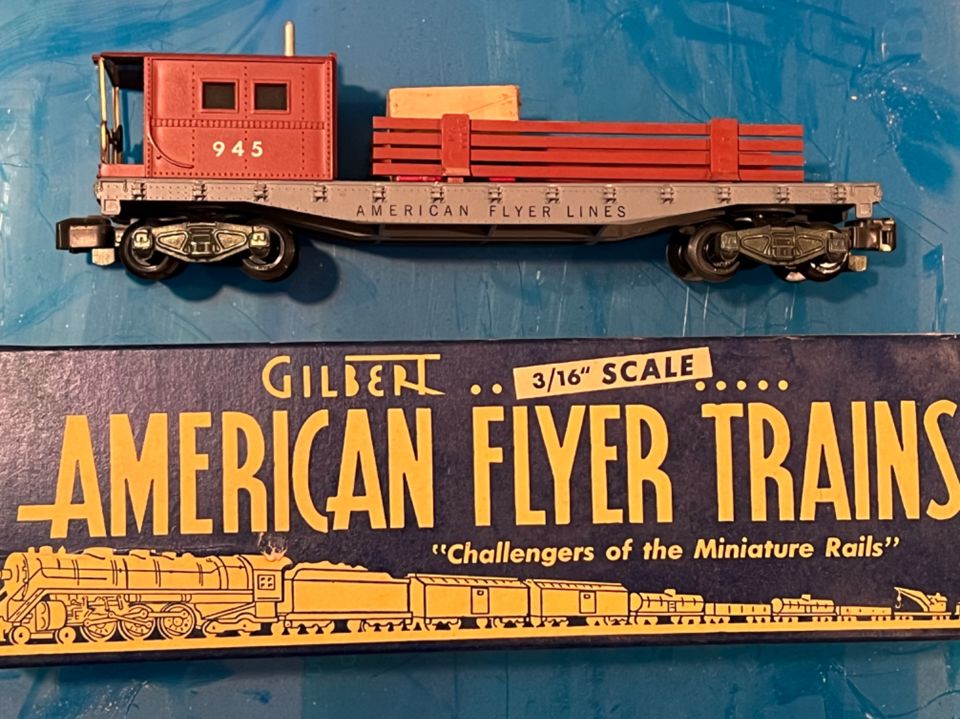 945
AMERICAN FLYER LINES
GILBERT .. 3/16" SCALE .....
AMERICAN FLYER TRAINS
"Challengers of the Miniature Rails"